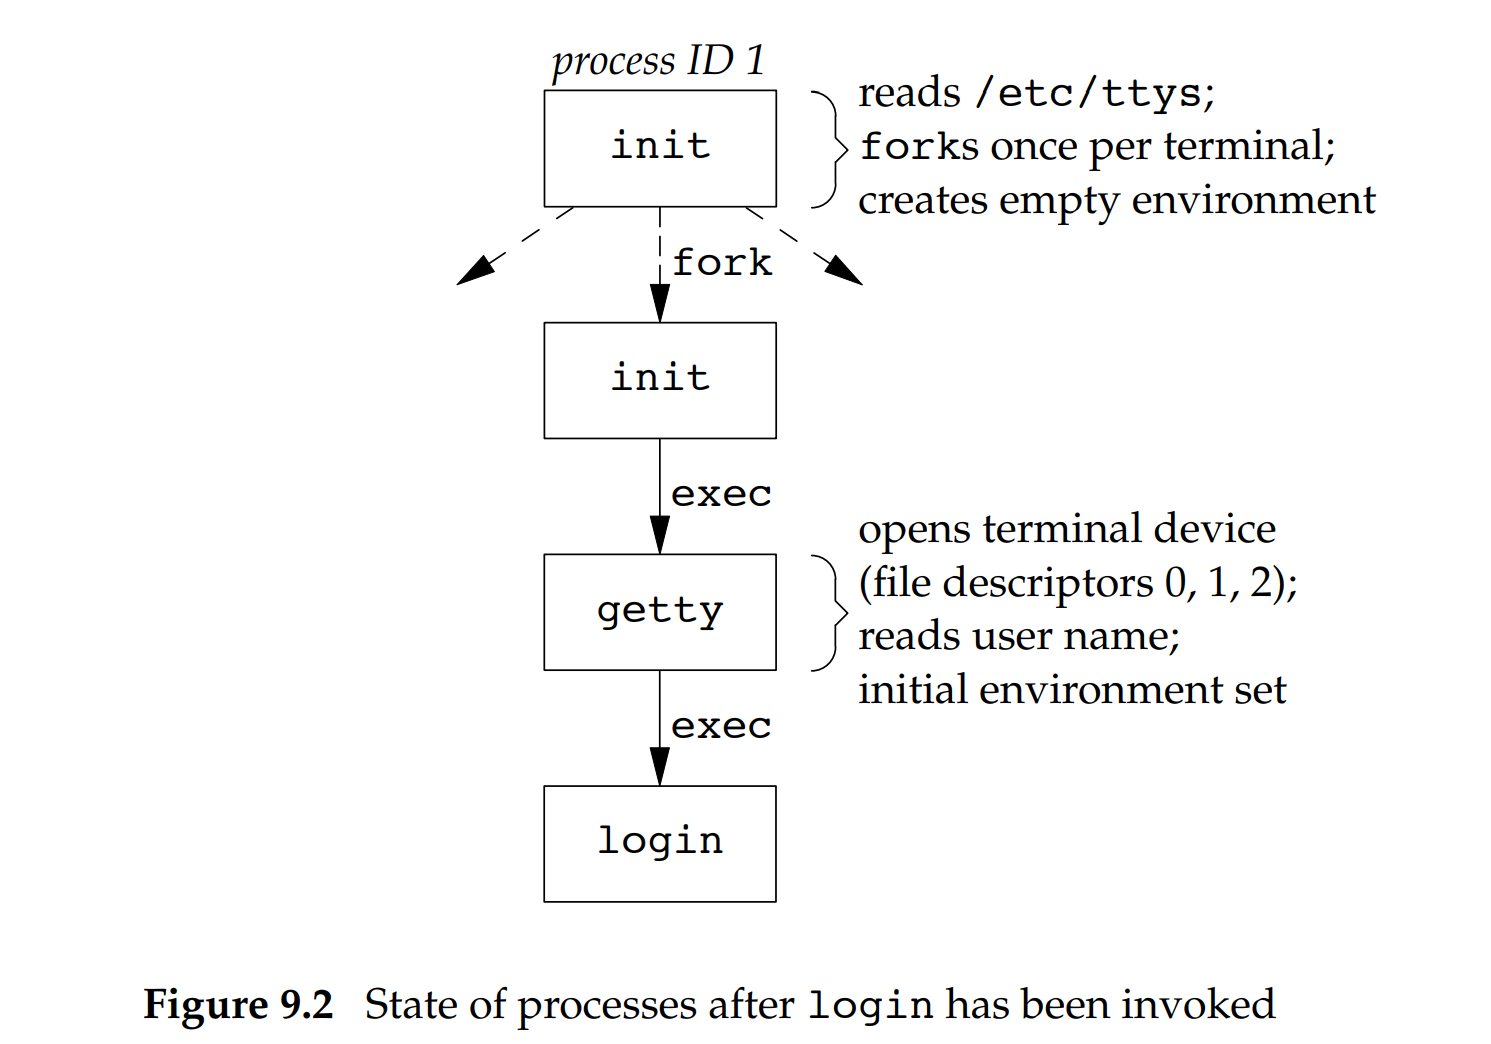 process ID 1
init
reads /etc/ttys;
forks once per terminal;
creates empty environment
fork
init
exec
getty
opens terminal device
(file descriptors 0, 1, 2);
reads user name;
initial environment set
exec
login
Figure 9.2 State of processes after login has been invoked